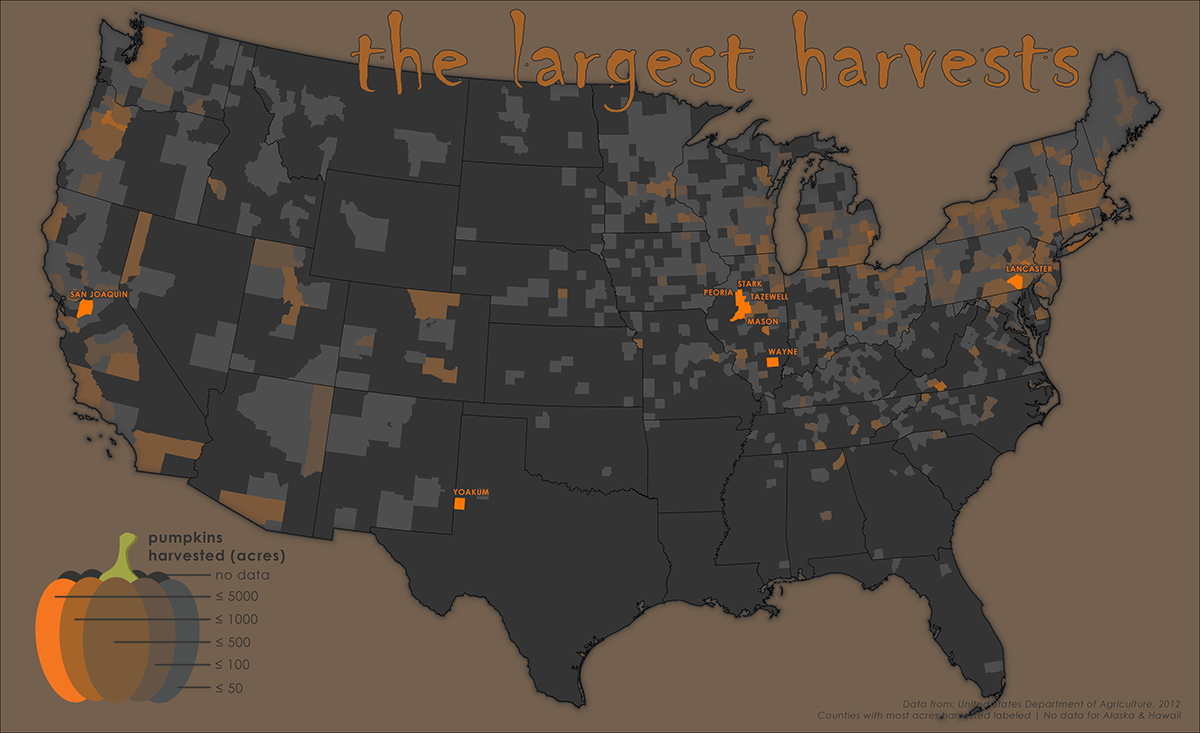 the largest harvests
SAN JOAQUIN
LANCASTER
STARK
PEORIA
TAZEWELL
MASON
WAYNE
YOAKUM
pumpkins
harvested (acres)
no data
≤ 5000
≤ 1000
≤ 500
≤ 100
≤ 50
Data from: United States Department of Agriculture, 2012
Counties with most acres harvested labeled | No data for Alaska & Hawaii